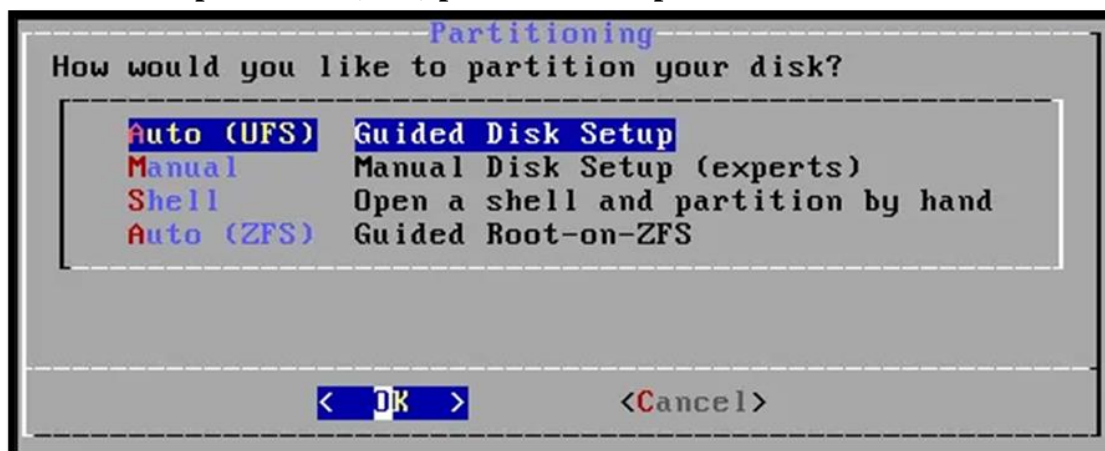 Partitioning
How would you like to partition your disk?
Auto (UFS) Guided Disk Setup
Manual Manual Disk Setup (experts)
Shell Open a shell and partition by hand
Auto (ZFS) Guided Root-on-ZFS
< OK > <Cancel>